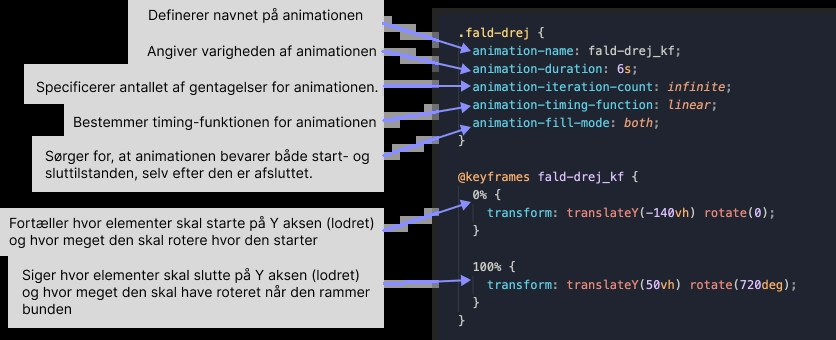 Definerer navnet på animationen
Angiver varigheden af animationen
Specificerer antallet af gentagelser for animationen.
Bestemmer timing-funktionen for animationen
Sørger for, at animationen bevarer både start- og
sluttilstanden, selv efter den er afsluttet.
Fortæller hvor elementer skal starte på Y aksen (lodret)
og hvor meget den skal rotere hvor den starter
Siger hvor elementer skal slutte på Y aksen (lodret)
og hvor meget den skal have roteret når den rammer
bunden
.fald-drej {
animation-name: fald-drej_kf;
animation-duration: 6s;
animation-iteration-count: infinite;
animation-timing-function: linear;
animation-fill-mode: both;
}
@keyframes fald-drej_kf {
0% {
transform: translateY(-140vh) rotate(0);
}
100% {
transform: translateY(50vh) rotate(720deg);
}
}